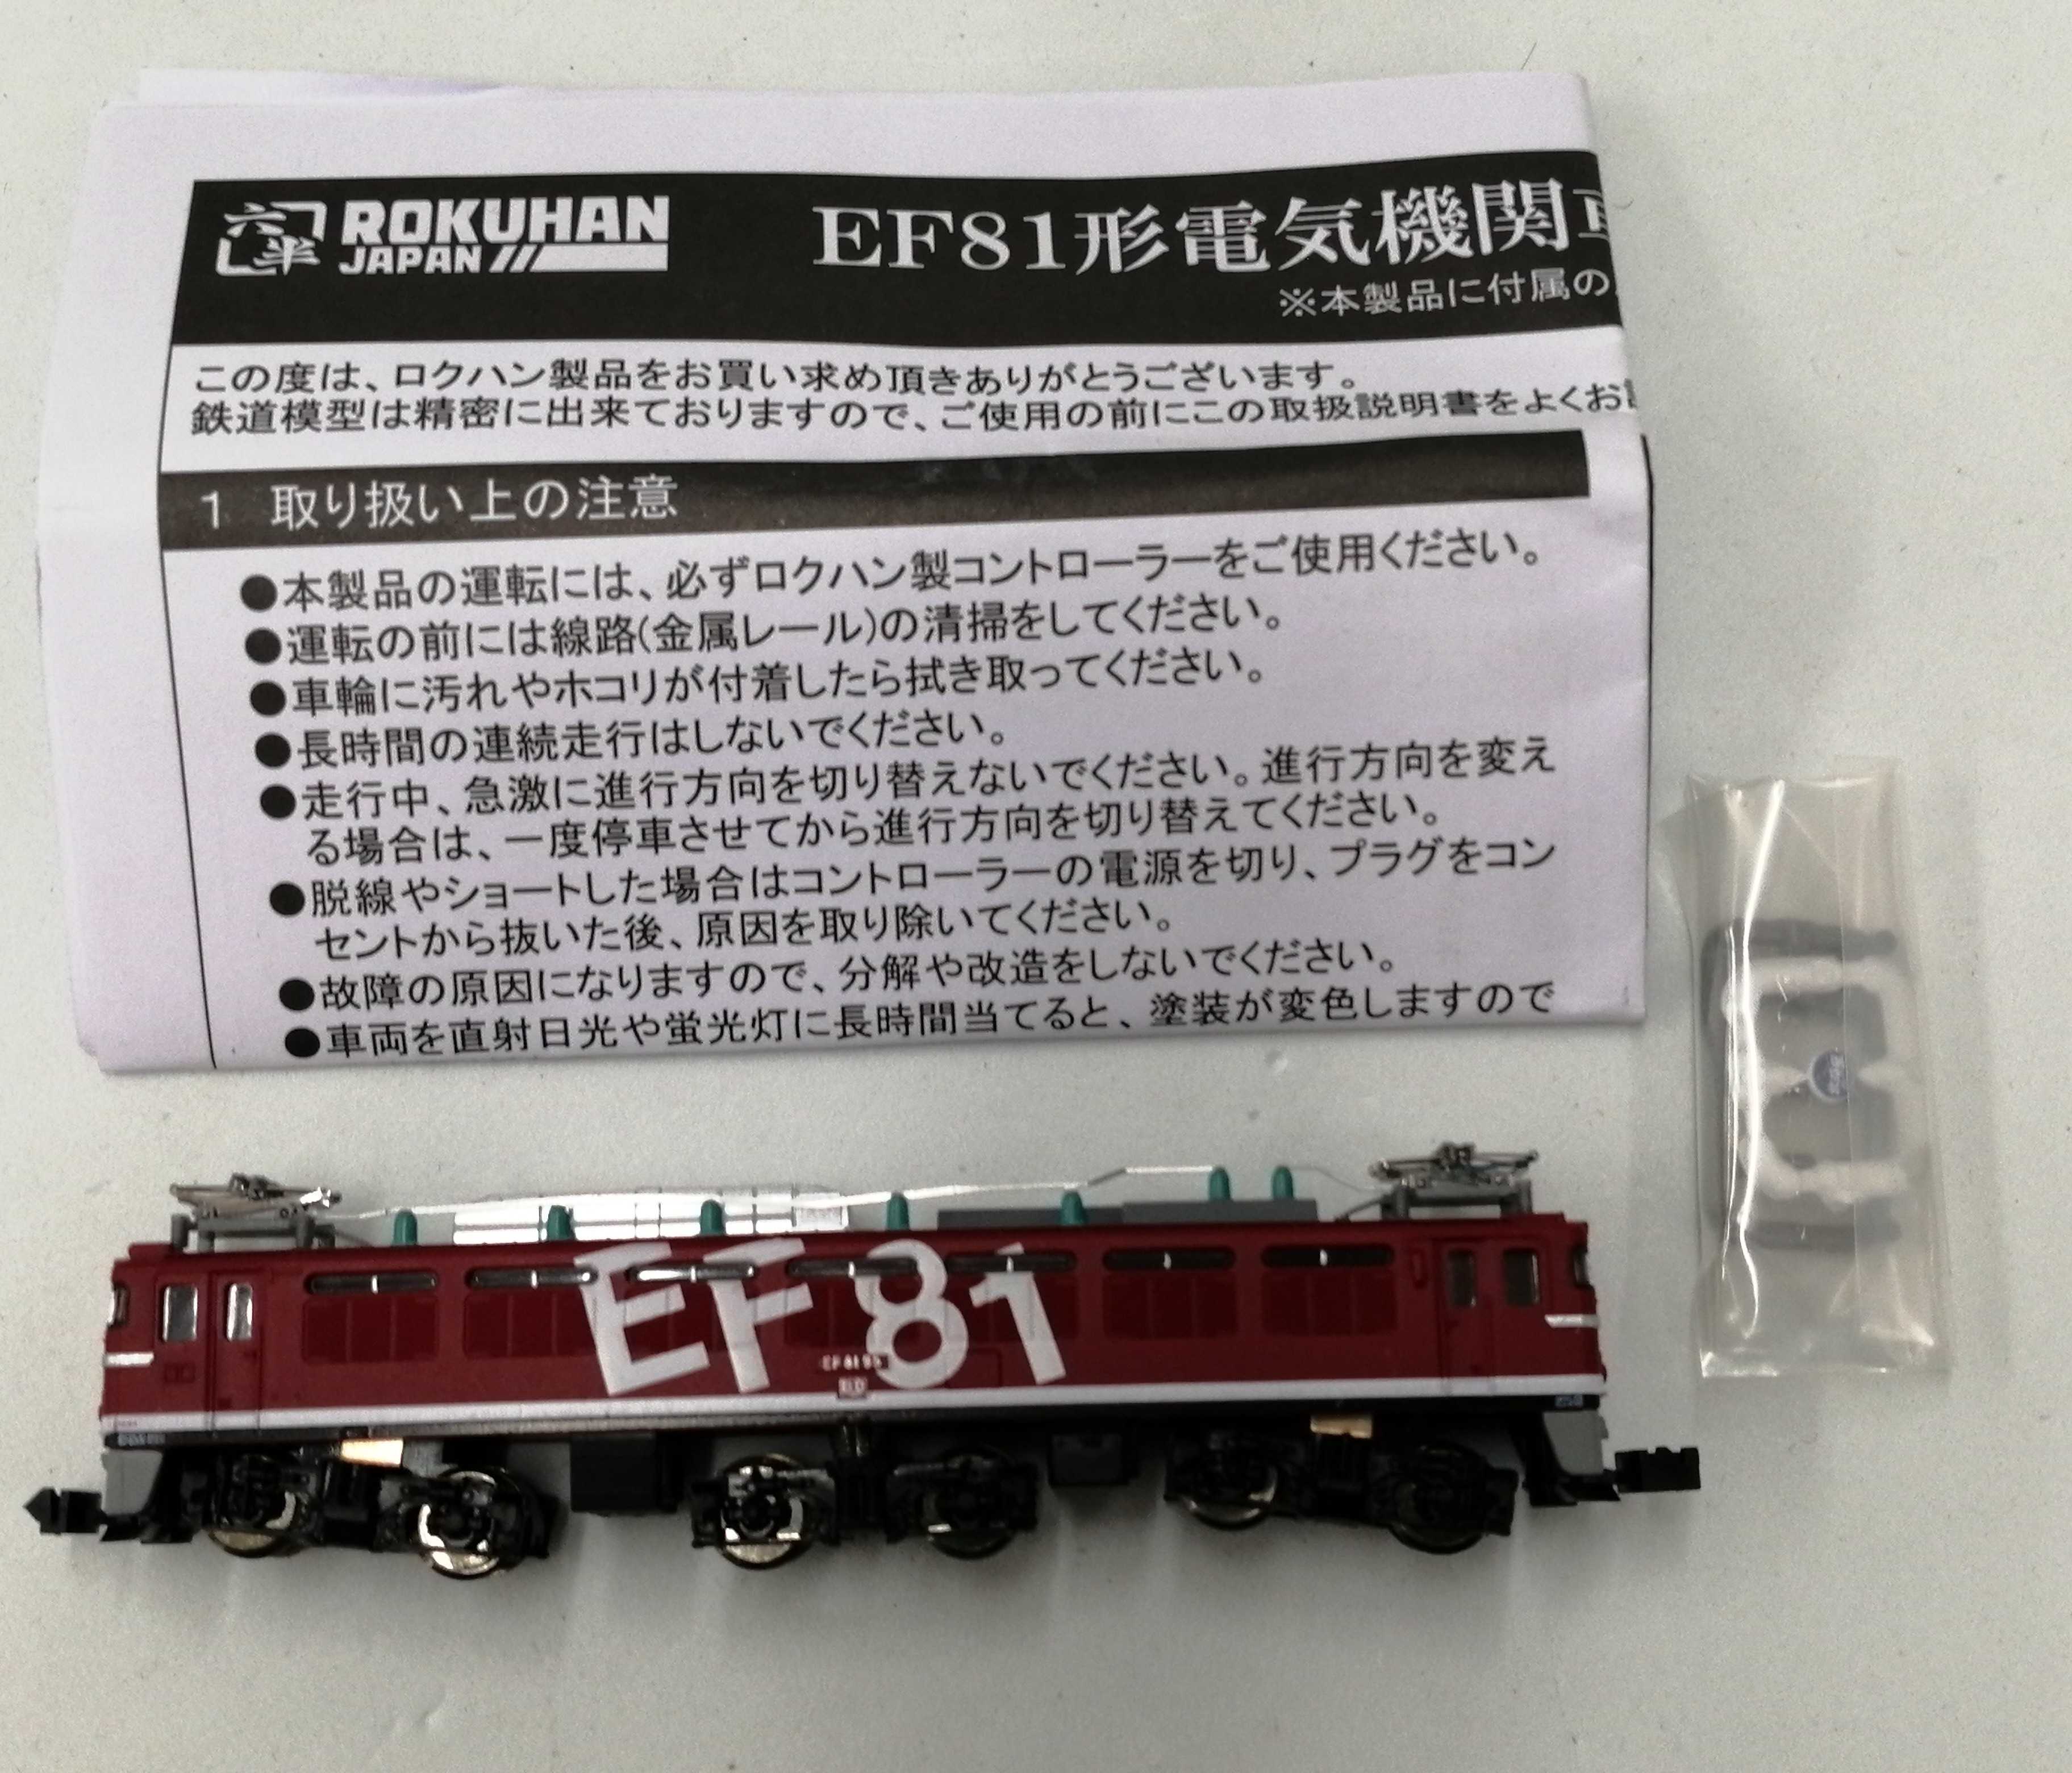 六半 ROKUHAN
JAPAN
EF81形電気機関
※本製品に付属の
この度は、ロクハン製品をお買い求め頂きありがとうございます。
鉄道模型は精密に出来ておりますので、ご使用の前にこの取扱説明書をよくお
1 取り扱い上の注意
●本製品の運転には、必ずロクハン製コントローラーをご使用ください。
●運転の前には線路(金属レール)の清掃をしてください。
●車輪に汚れやホコリが付着したら拭き取ってください。
●長時間の連続走行はしないでください。
●走行中、急激に進行方向を切り替えないでください。進行方向を変え
る場合は、一度停車させてから進行方向を切り替えてください。
●脱線やショートした場合はコントローラーの電源を切り、プラグをコン
セントから抜いた後、原因を取り除いてください。
●故障の原因になりますので、分解や改造をしないでください。
●車両を直射日光や蛍光灯に長時間当てると、塗装が変色しますので
EF81